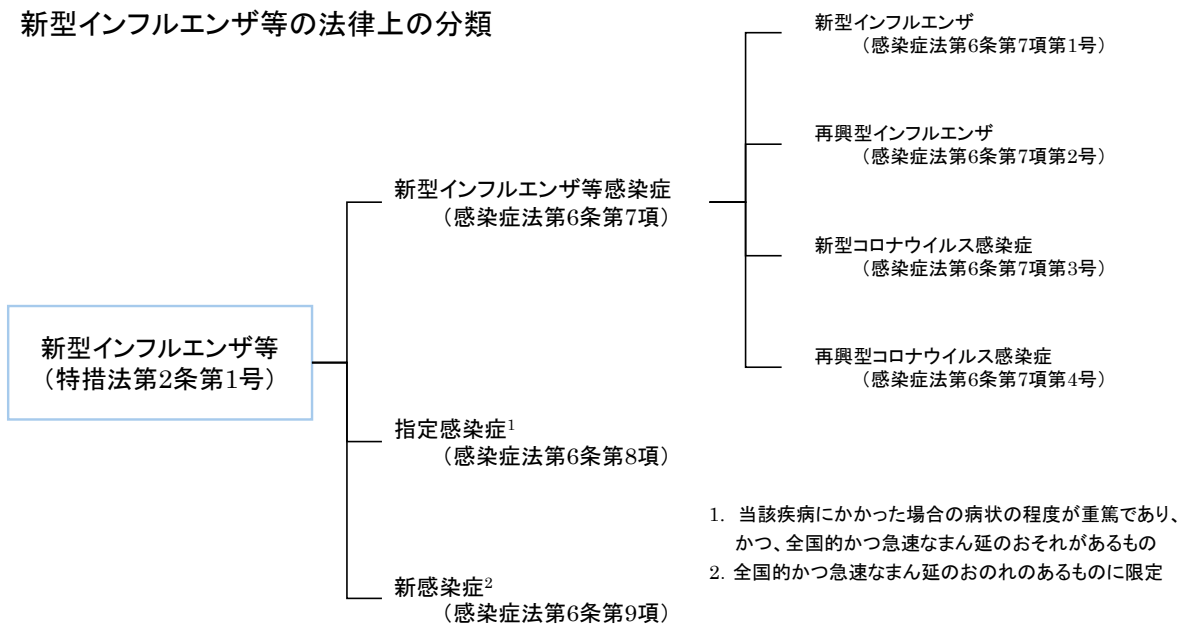 新型インフルエンザ等の法律上の分類
新型インフルエンザ等
（特措法第2条第1号）
新型インフルエンザ等感染症
（感染症法第6条第7項）
新型インフルエンザ
（感染症法第6条第7項第1号）
再興型インフルエンザ
（感染症法第6条第7項第2号）
新型コロナウイルス感染症
（感染症法第6条第7項第3号）
再興型コロナウイルス感染症
（感染症法第6条第7項第4号）
指定感染症1
（感染症法第6条第8項）
新感染症2
（感染症法第6条第9項）
1. 当該疾病にかかった場合の病状の程度が重篤であり、
かつ、全国的かつ急速なまん延のおそれがあるもの
2. 全国的かつ急速なまん延のおのれのあるものに限定